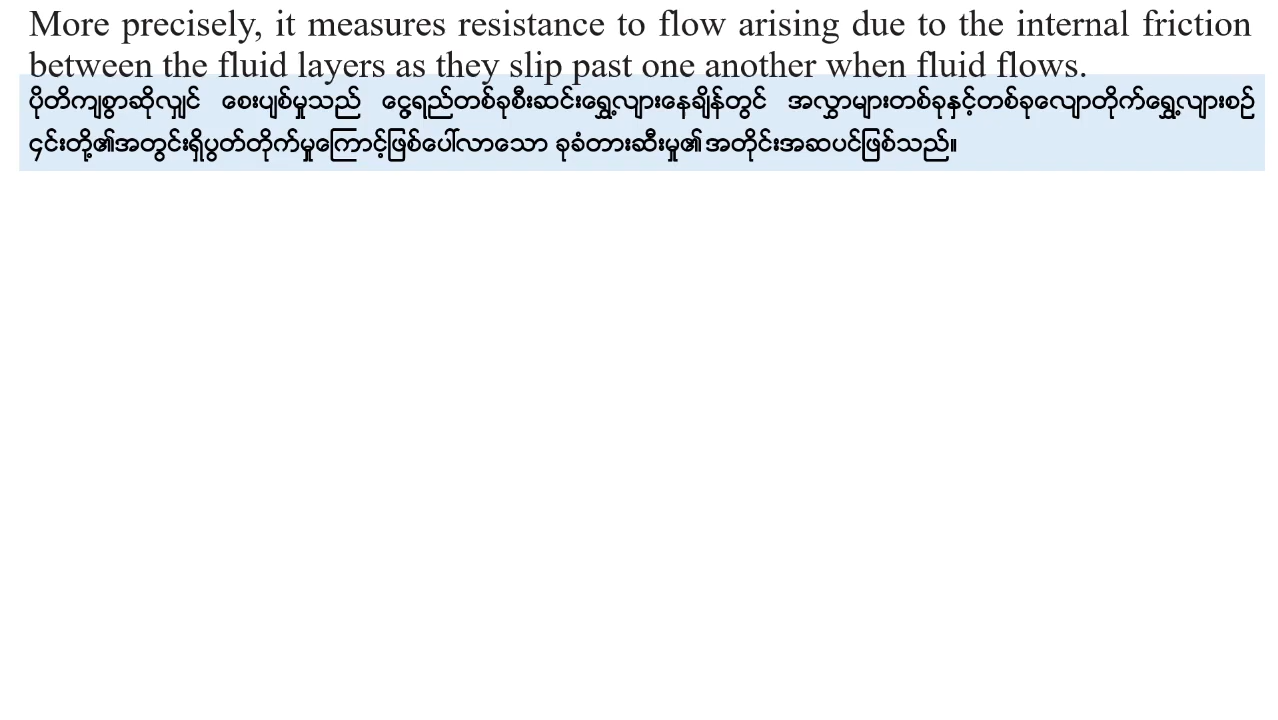 More precisely, it measures resistance to flow arising due to the internal friction
between the fluid layers as they slip past one another when fluid flows.
ပိုတိကျစွာဆိုလျှင် စေးပျစ်မှုသည် ငွေ့ရည်တစ်ခုစီးဆင်းရွေ့လျားနေချိန်တွင် အလွှာများတစ်ခုနှင့်တစ်ခုလျောတိုက်ရွေ့လျားစဉ်
၄င်းတို့၏အတွင်းရှိပွတ်တိုက်မှုကြောင့်ဖြစ်ပေါ်လာသော ခုခံတားဆီးမှု၏အတိုင်းအဆပင်ဖြစ်သည်။